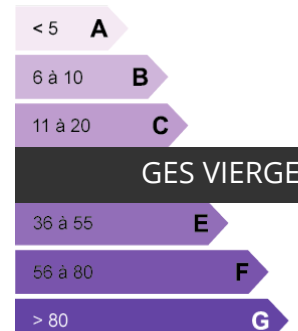 < 5 A
6 à 10 B
11 à 20 C
GES VIERGE
36 à 55 E
56 à 80 F
> 80 G